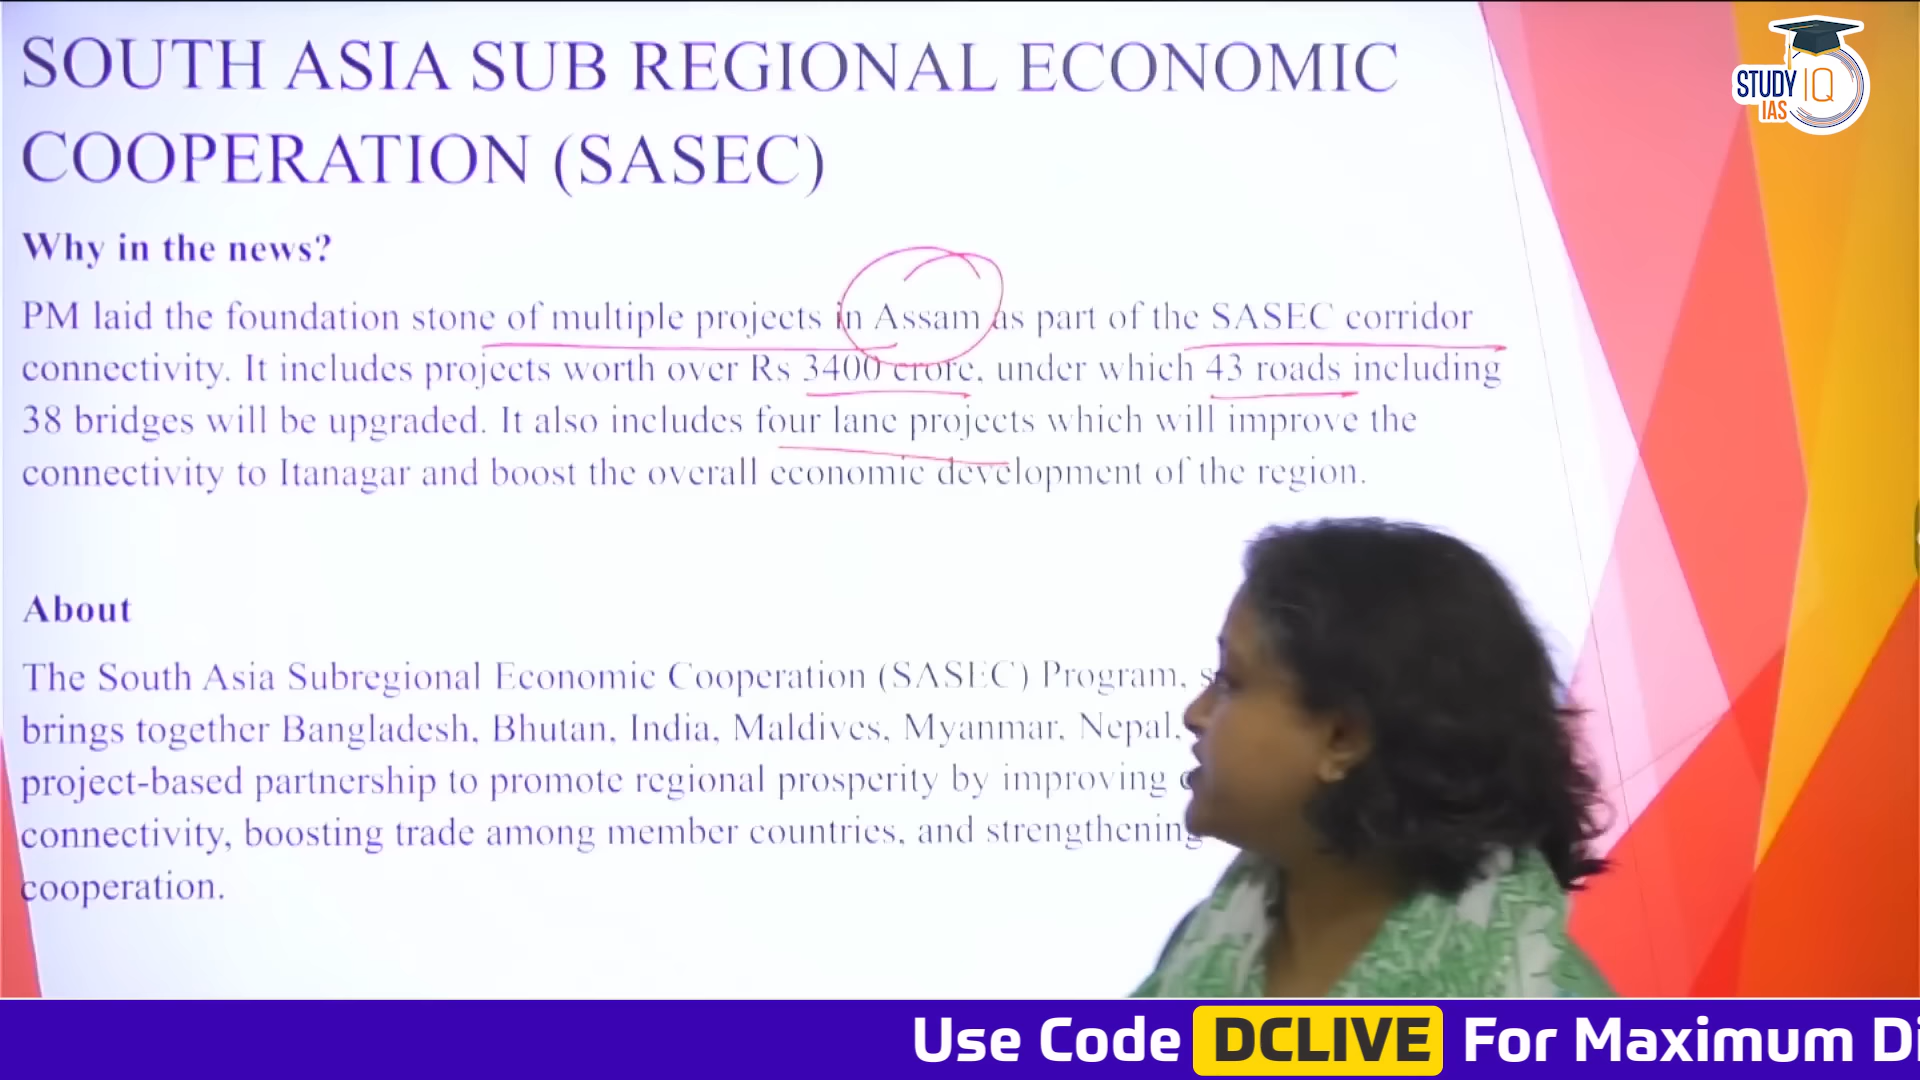 SOUTH ASIA SUB REGIONAL ECONOMIC
COOPERATION (SASEC)
STUDY IQ
IAS
Why in the news?
PM laid the foundation stone of multiple projects in Assam as part of the SASEC corridor
connectivity. It includes projects worth over Rs 3400 crore, under which 43 roads including
38 bridges will be upgraded. It also includes four lane projects which will improve the
connectivity to Itanagar and boost the overall economic development of the region.
About
The South Asia Subregional Economic Cooperation (SASEC) Program,
brings together Bangladesh, Bhutan, India, Maldives, Myanmar, Nepal,
project-based partnership to promote regional prosperity by improving
connectivity, boosting trade among member countries, and strengthening
cooperation.
Use Code DCLIVE For Maximum Di